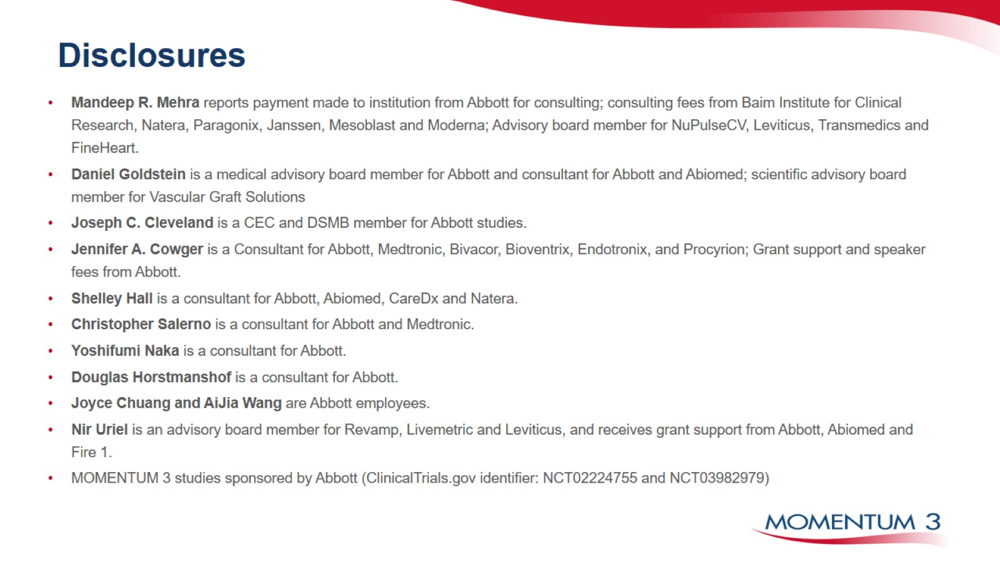 Disclosures
• Mandeep R. Mehra reports payment made to institution from Abbott for consulting; consulting fees from Baim Institute for Clinical
Research, Natera, Paragonix, Janssen, Mesoblast and Moderna; Advisory board member for NuPulseCV, Leviticus, Transmedics and
FineHeart.
• Daniel Goldstein is a medical advisory board member for Abbott and consultant for Abbott and Abiomed; scientific advisory board
member for Vascular Graft Solutions
• Joseph C. Cleveland is a CEC and DSMB member for Abbott studies.
• Jennifer A. Cowger is a Consultant for Abbott, Medtronic, Bivacor, Bioventrix, Endotronix, and Procyrion; Grant support and speaker
fees from Abbott.
• Shelley Hall is a consultant for Abbott, Abiomed, CareDx and Natera.
• Christopher Salerno is a consultant for Abbott and Medtronic.
• Yoshifumi Naka is a consultant for Abbott.
• Douglas Horstmanshof is a consultant for Abbott.
• Joyce Chuang and AiJia Wang are Abbott employees.
• Nir Uriel is an advisory board member for Revamp, Livemetric and Leviticus, and receives grant support from Abbott, Abiomed and
Fire 1.
• MOMENTUM 3 studies sponsored by Abbott (ClinicalTrials.gov identifier: NCT02224755 and NCT03982979)
MOMENTUM 3